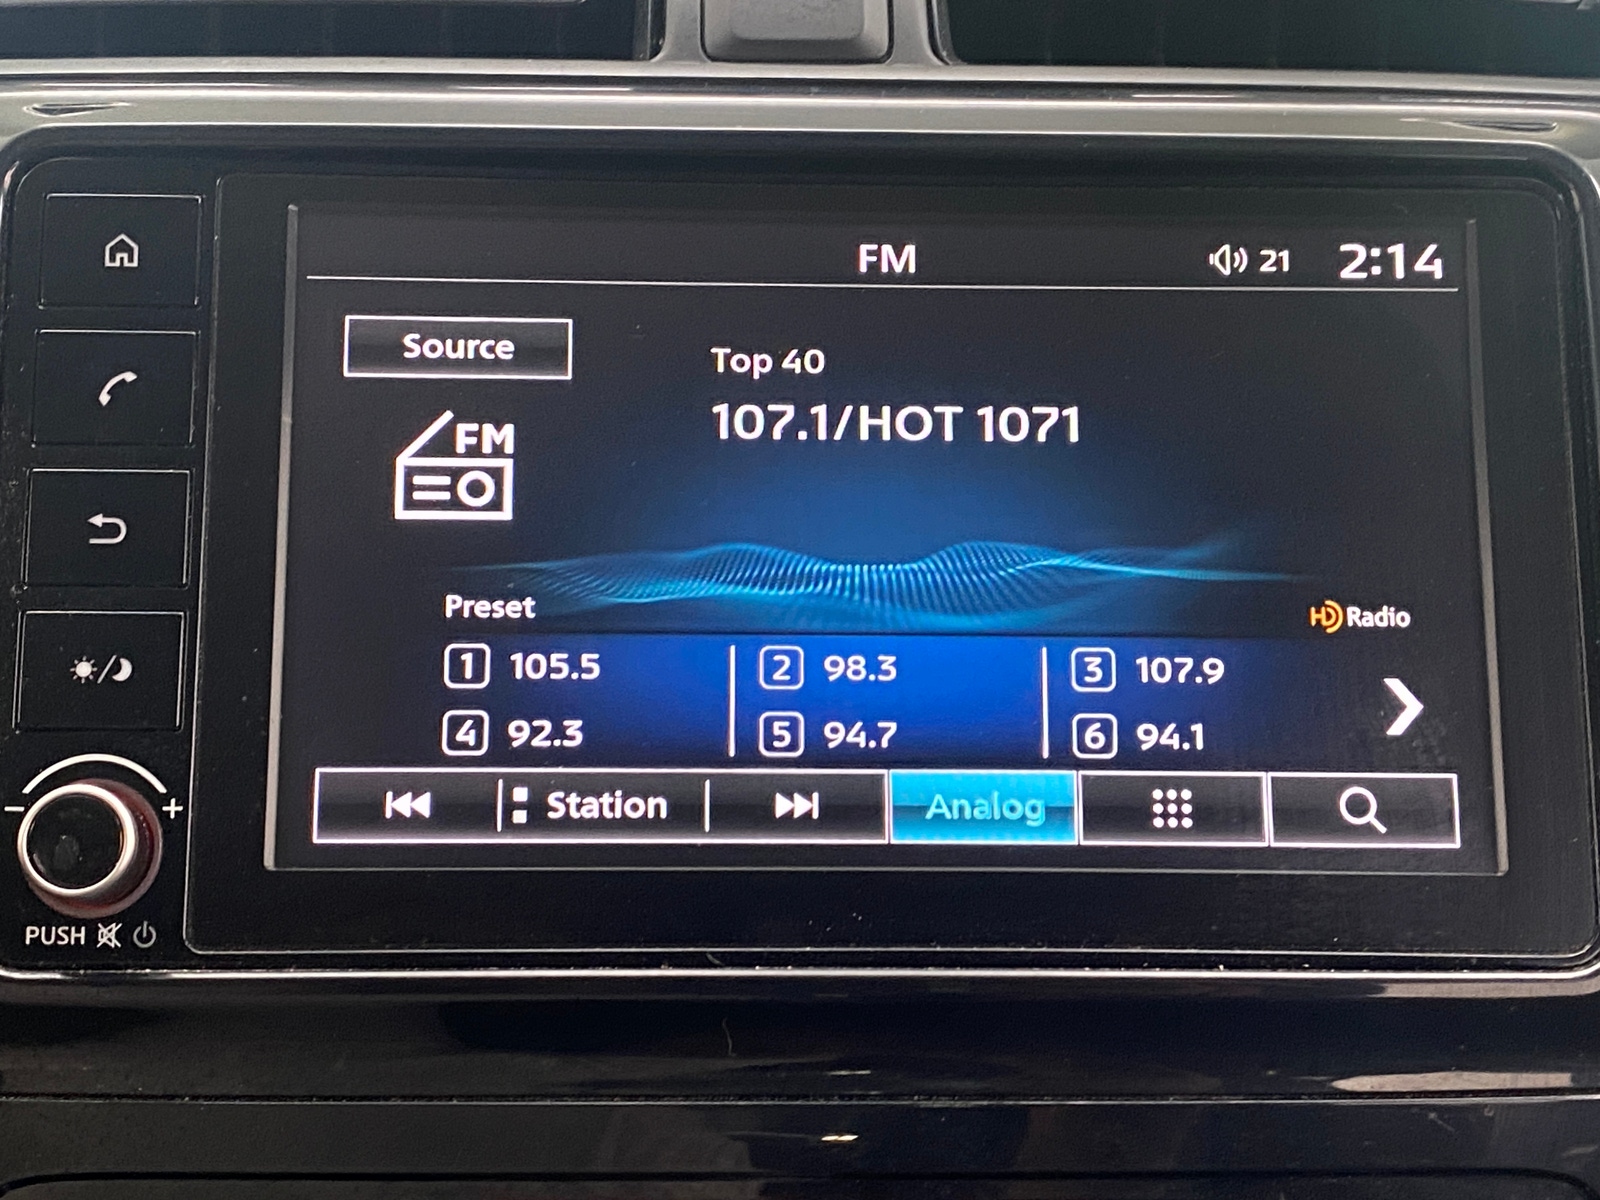 FM 21 2:14
Source
Top 40
107.1/HOT 1071
FM
Preset
HD Radio
1 105.5 2 98.3 3 107.9
4 92.3 5 94.7 6 94.1
Station Analog
- +
PUSH